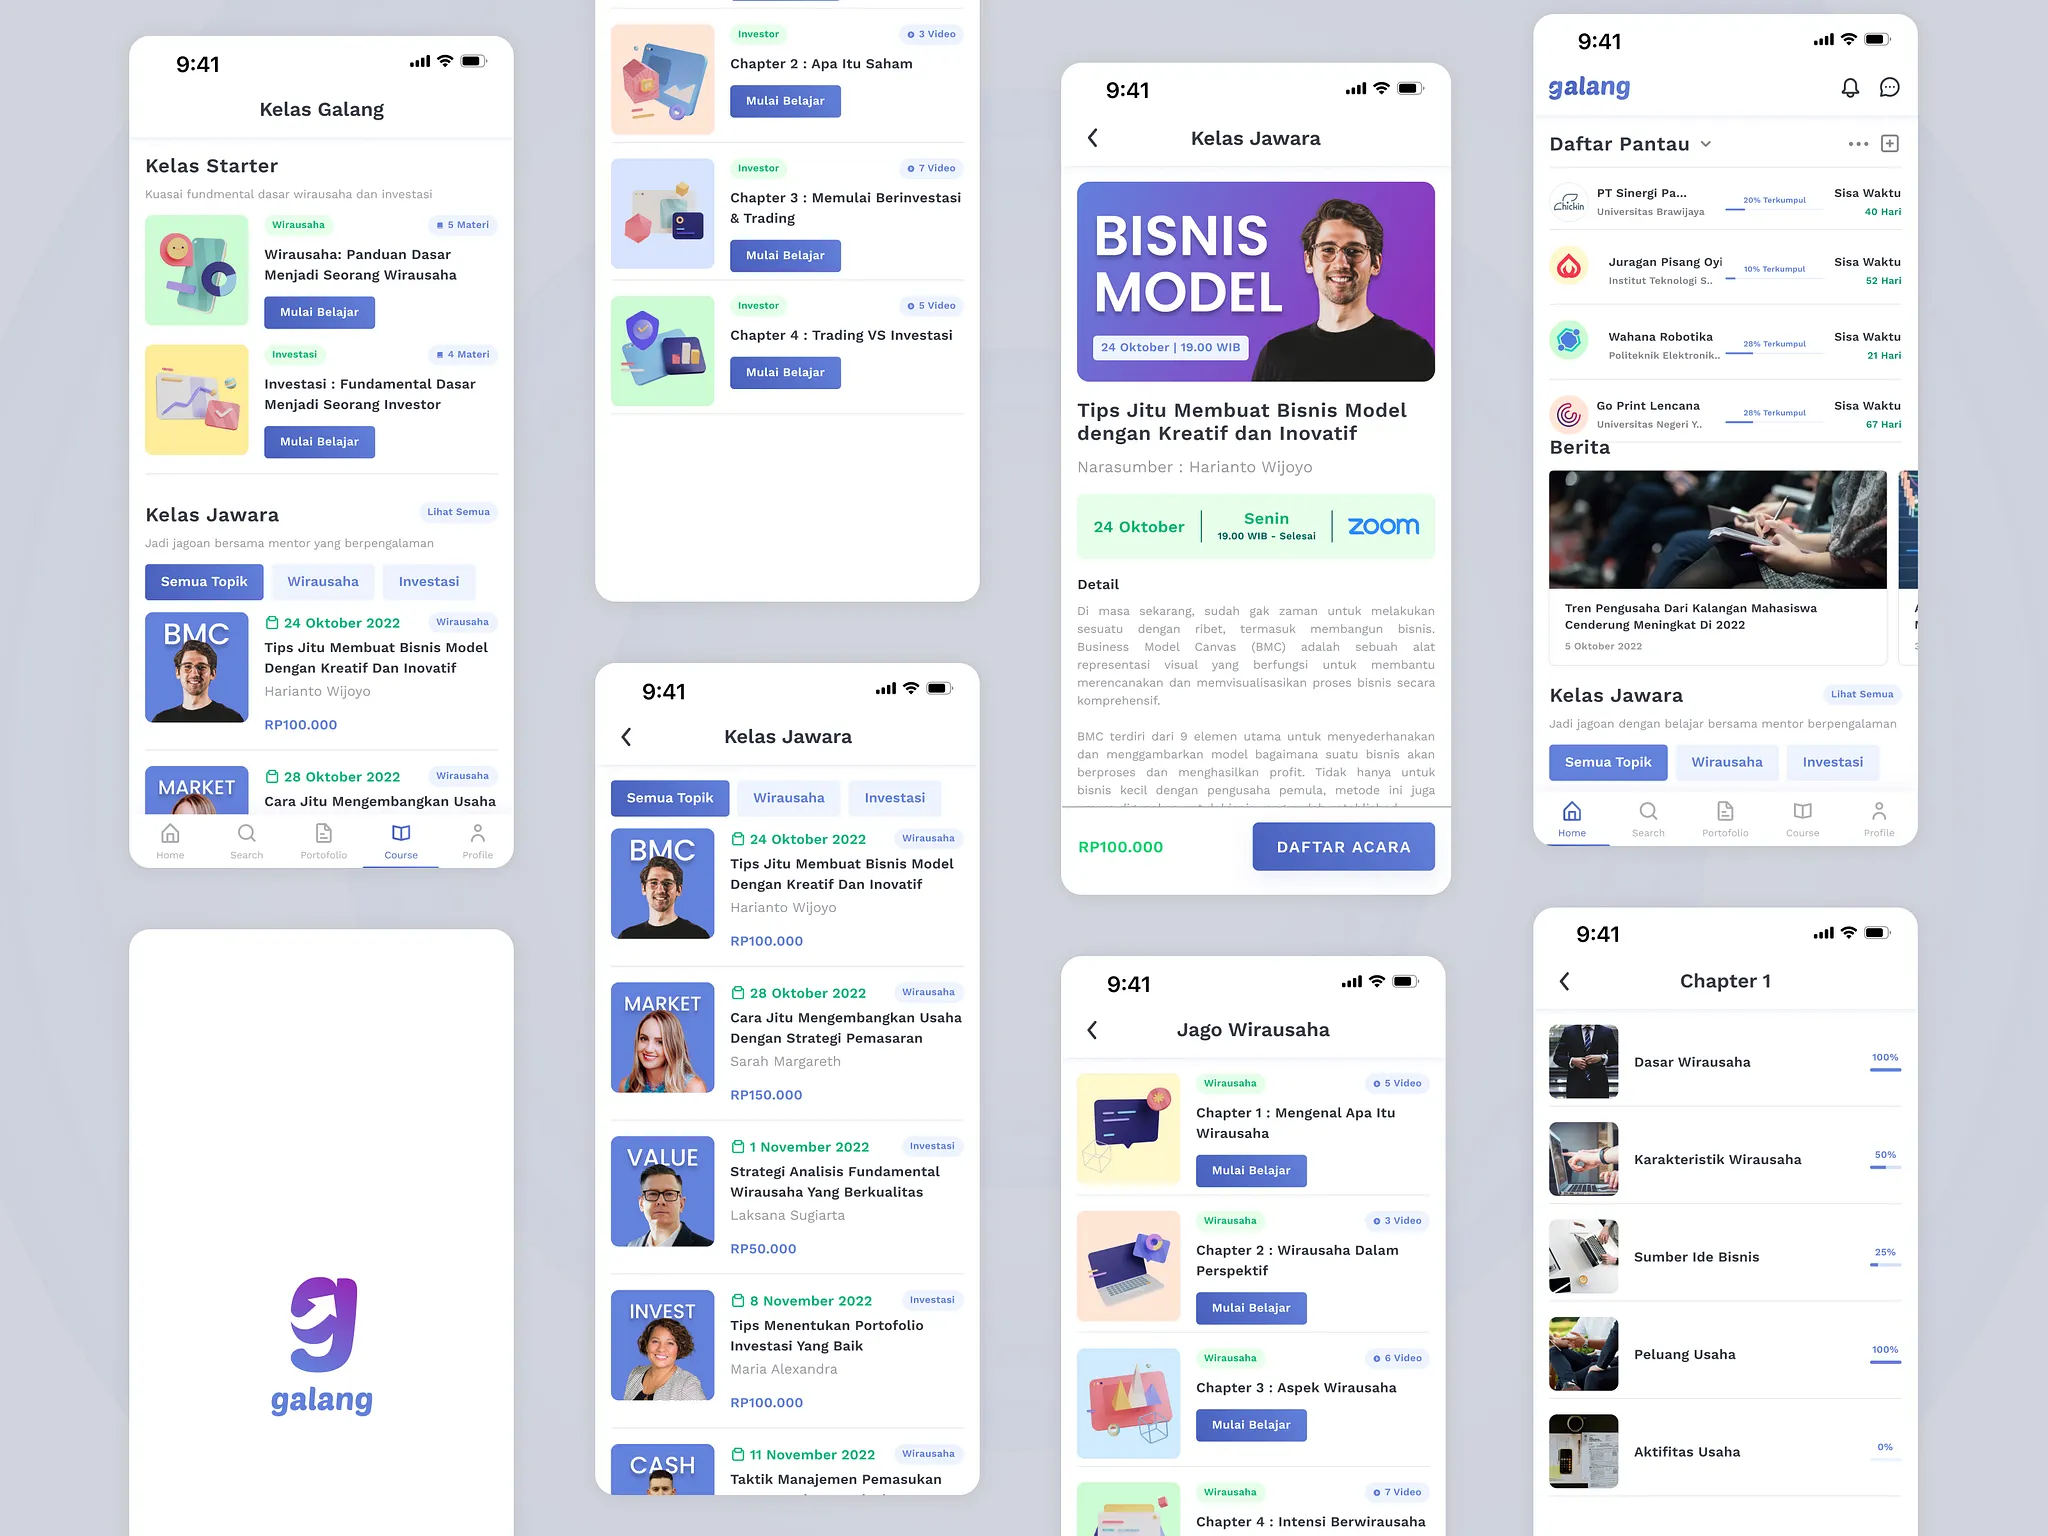 9:41
Kelas Galang
Kelas Starter
Kuasai fundmental dasar wirausaha dan investasi
Wirausaha
5 Materi
Wirausaha: Panduan Dasar
Menjadi Seorang Wirausaha
Mulai Belajar
Investasi
4 Materi
Investasi : Fundamental Dasar
Menjadi Seorang Investor
Mulai Belajar
Kelas Jawara
Lihat Semua
Jadi jagoan bersama mentor yang berpengalaman
Semua Topik
Wirausaha
Investasi
BMC
24 Oktober 2022
Wirausaha
Tips Jitu Membuat Bisnis Model
Dengan Kreatif Dan Inovatif
Harianto Wijoyo
RP100.000
MARKET
28 Oktober 2022
Wirausaha
Cara Jitu Mengembangkan Usaha
Home
Search
Portofolio
Course
Profile
g
galang
Investor
3 Video
Chapter 2 : Apa Itu Saham
Mulai Belajar
Investor
7 Video
Chapter 3 : Memulai Berinvestasi
& Trading
Mulai Belajar
Investor
5 Video
Chapter 4 : Trading VS Investasi
Mulai Belajar
9:41
Kelas Jawara
Semua Topik
Wirausaha
Investasi
BMC
24 Oktober 2022
Wirausaha
Tips Jitu Membuat Bisnis Model
Dengan Kreatif Dan Inovatif
Harianto Wijoyo
RP100.000
MARKET
28 Oktober 2022
Wirausaha
Cara Jitu Mengembangkan Usaha
Dengan Strategi Pemasaran
Sarah Margareth
RP150.000
VALUE
1 November 2022
Investasi
Strategi Analisis Fundamental
Wirausaha Yang Berkualitas
Laksana Sugiarta
RP50.000
INVEST
8 November 2022
Investasi
Tips Menentukan Portofolio
Investasi Yang Baik
Maria Alexandra
RP100.000
CASH
11 November 2022
Wirausaha
Taktik Manajemen Pemasukan
9:41
Kelas Jawara
BISNIS
MODEL
24 Oktober | 19.00 WIB
Tips Jitu Membuat Bisnis Model
dengan Kreatif dan Inovatif
Narasumber : Harianto Wijoyo
24 Oktober
Senin
19.00 WIB - Selesai
zoom
Detail
Di masa sekarang, sudah gak zaman untuk melakukan
sesuatu dengan ribet, termasuk membangun bisnis.
Business Model Canvas (BMC) adalah sebuah alat
representasi visual yang berfungsi untuk membantu
merencanakan dan memvisualisasikan proses bisnis secara
komprehensif.
BMC terdiri dari 9 elemen utama untuk menyederhanakan
dan menggambarkan model bagaimana suatu bisnis akan
berproses dan menghasilkan profit. Tidak hanya untuk
bisnis kecil dengan pengusaha pemula, metode ini juga
RP100.000
DAFTAR ACARA
9:41
Jago Wirausaha
Wirausaha
5 Video
Chapter 1 : Mengenal Apa Itu
Wirausaha
Mulai Belajar
Wirausaha
3 Video
Chapter 2 : Wirausaha Dalam
Perspektif
Mulai Belajar
Wirausaha
6 Video
Chapter 3 : Aspek Wirausaha
Mulai Belajar
Wirausaha
7 Video
Chapter 4 : Intensi Berwirausaha
9:41
galang
Daftar Pantau
Chickin
PT Sinergi Pa...
Universitas Brawijaya
20% Terkumpul
Sisa Waktu
40 Hari
Juragan Pisang Oyi
Institut Teknologi S..
10% Terkumpul
Sisa Waktu
52 Hari
Wahana Robotika
Politeknik Elektronik..
28% Terkumpul
Sisa Waktu
21 Hari
Go Print Lencana
Universitas Negeri Y..
28% Terkumpul
Sisa Waktu
67 Hari
Berita
Tren Pengusaha Dari Kalangan Mahasiswa
Cenderung Meningkat Di 2022
5 Oktober 2022
Kelas Jawara
Lihat Semua
Jadi jagoan dengan belajar bersama mentor berpengalaman
Semua Topik
Wirausaha
Investasi
Home
Search
Portofolio
Course
Profile
9:41
Chapter 1
Dasar Wirausaha
100%
Karakteristik Wirausaha
50%
Sumber Ide Bisnis
25%
Peluang Usaha
100%
Aktifitas Usaha
0%